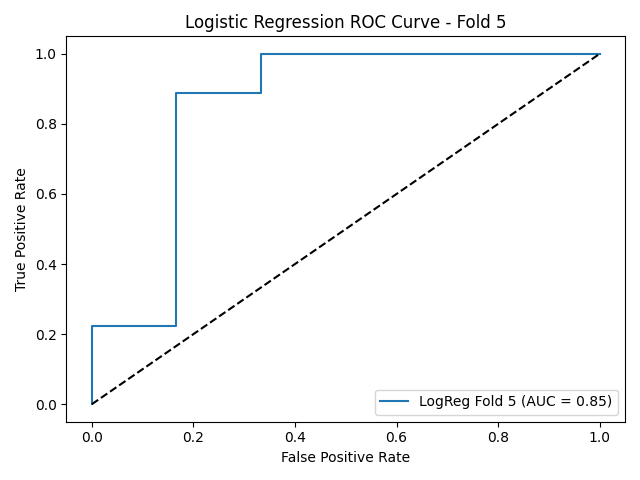 Logistic Regression ROC Curve - Fold 5
True Positive Rate
1.0
0.8
0.6
0.4
0.2
0.0
LogReg Fold 5 (AUC = 0.85)
0.0 0.2 0.4 0.6 0.8 1.0
False Positive Rate